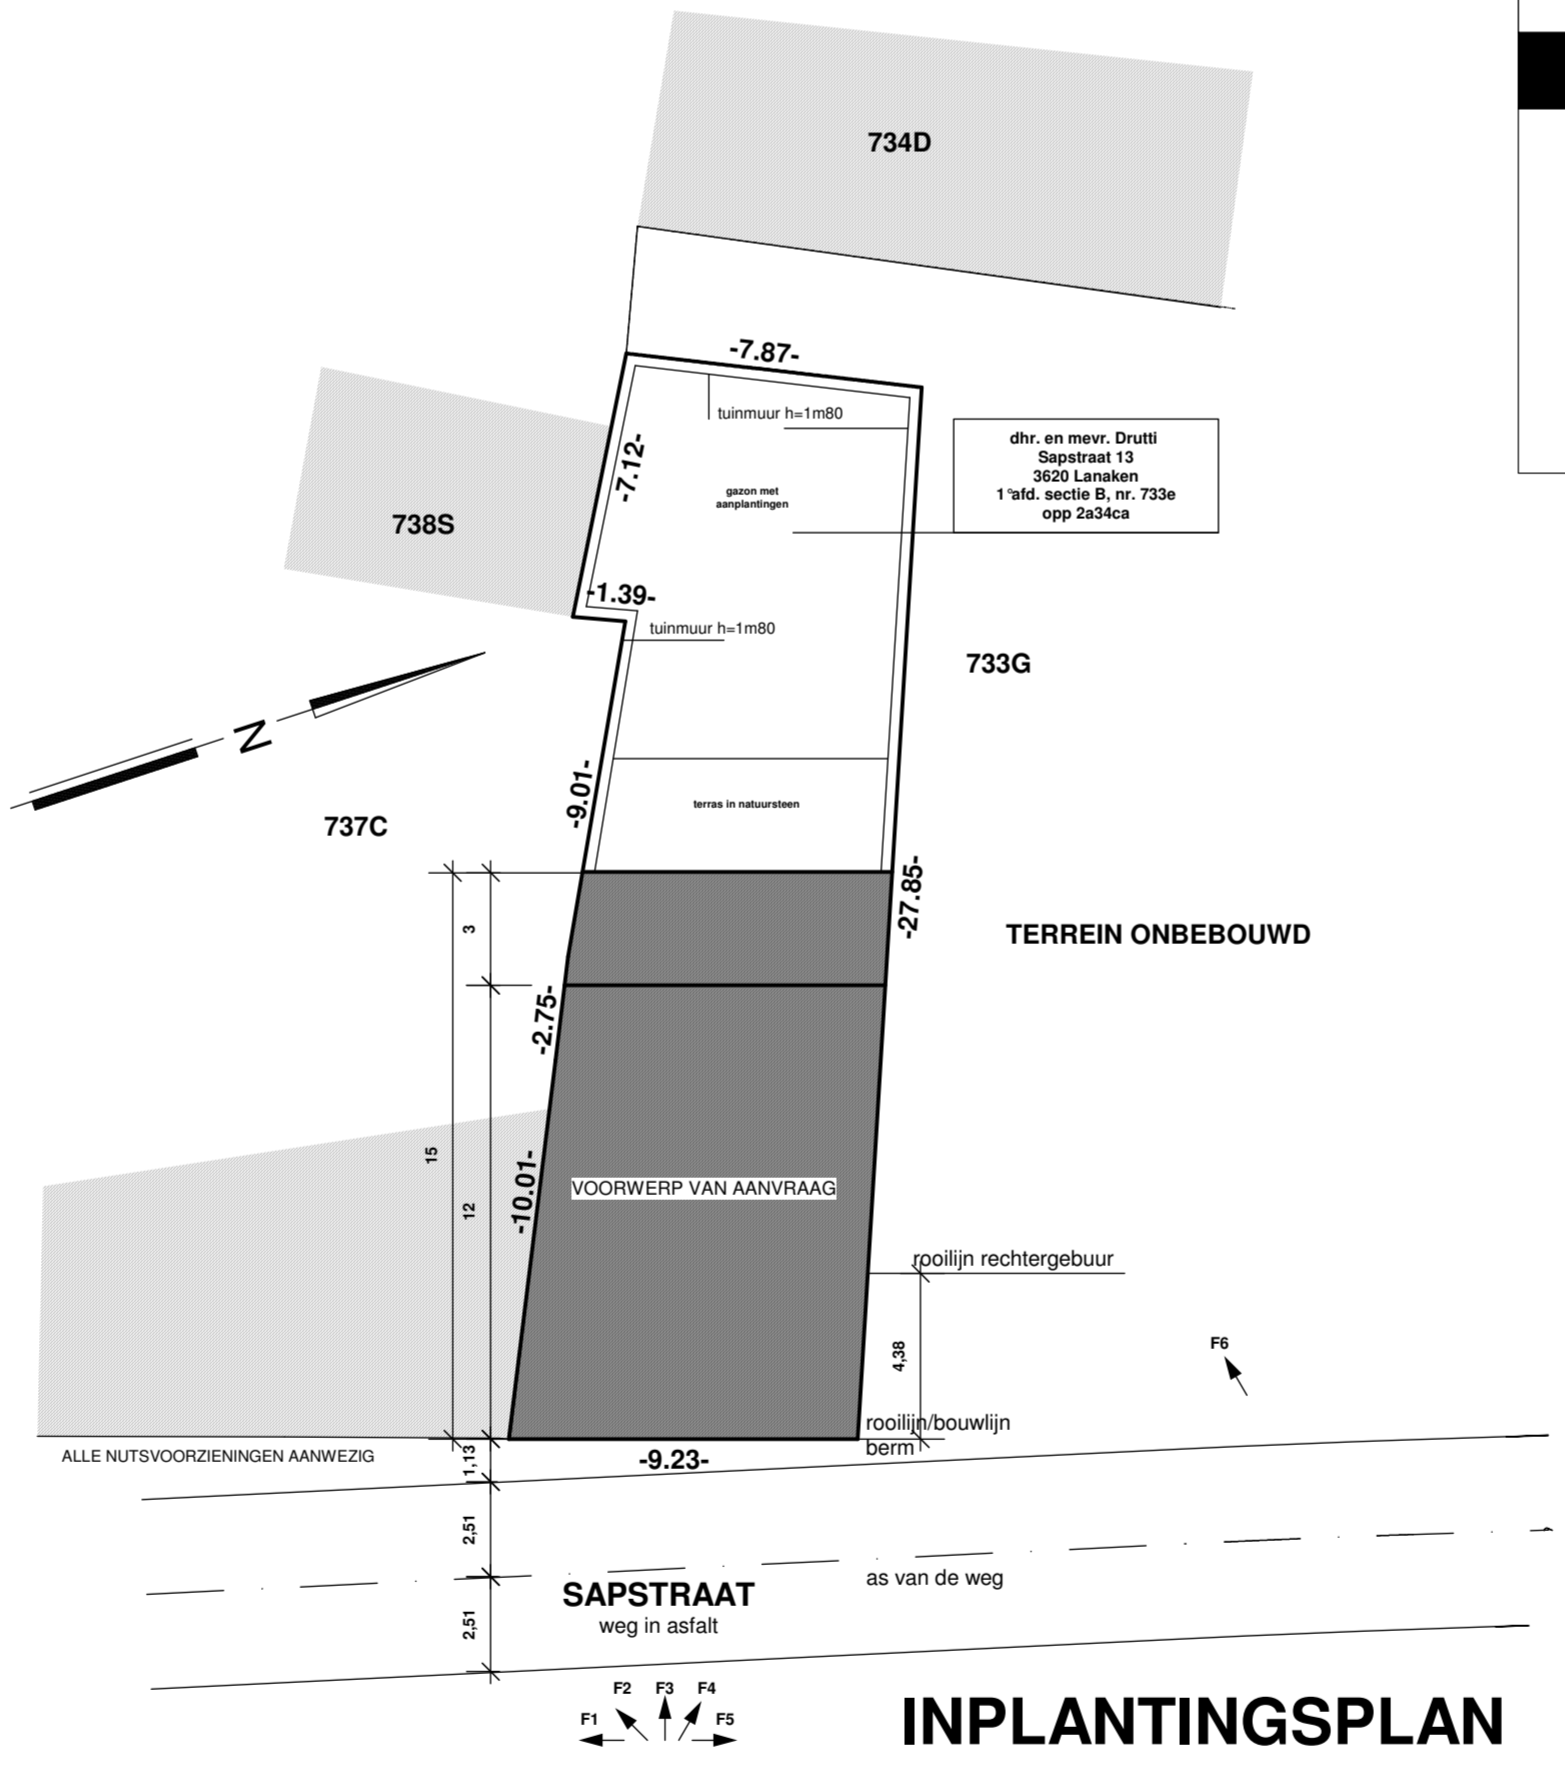 734D
-7.87-
tuinmuur h=1m80
dhr. en mevr. Drutti
Sapstraat 13
3620 Lanaken
1°afd. sectie B, nr. 733e
opp 2a34ca
-7.12-
gazon met
aanplantingen
738S
-1.39-
tuinmuur h=1m80
733G
N
-9.01-
terras in natuursteen
737C
-27.85-
3
TERREIN ONBEBOUWD
-2.75-
15
12
-10.01-
VOORWERP VAN AANVRAAG
rooilijn rechtergebuur
4,38
F6
rooilijn/bouwlijn
berm
ALLE NUTSVOORZIENINGEN AANWEZIG
1,13
-9.23-
2,51
as van de weg
SAPSTRAAT
weg in asfalt
2,51
F1
F2
F3
F4
F5
INPLANTINGSPLAN